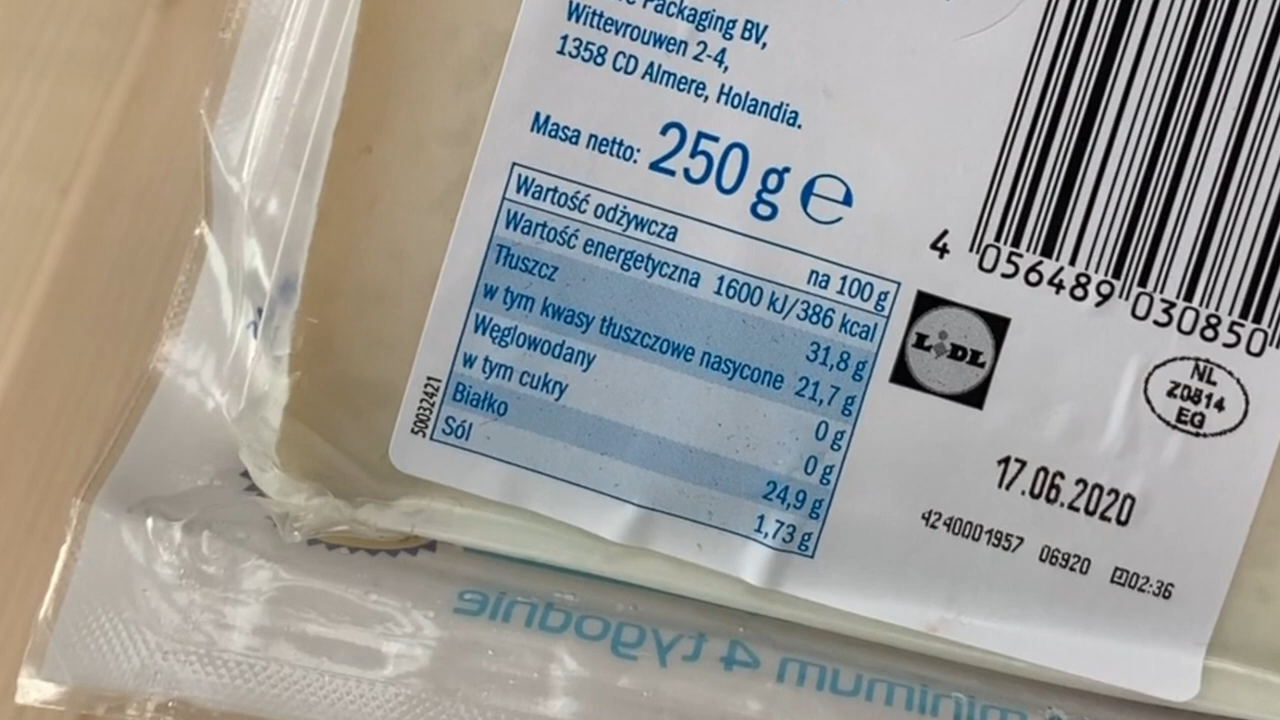 Packaging BV,
Wittevrouwen 2-4,
1358 CD Almere, Holandia.
Masa netto: 250 g ℮
Wartość odżywcza na 100 g
Wartość energetyczna 1600 kJ/386 kcal
Tłuszcz 31,8 g
w tym kwasy tłuszczowe nasycone 21,7 g
Węglowodany 0 g
w tym cukry 0 g
Białko 24,9 g
Sól 1,73 g
50032421
4 056489 030850
LIDL
NL
Z0814
EG
17.06.2020
4240001957 06920 02:36
minimum 4 tygodnie